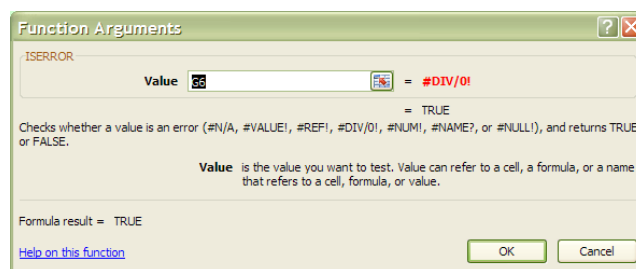 Function Arguments
ISERROR
Value G6 = #DIV/0!
= TRUE
Checks whether a value is an error (#N/A, #VALUE!, #REF!, #DIV/0!, #NUM!, #NAME?, or #NULL!), and returns TRUE
or FALSE.
Value is the value you want to test. Value can refer to a cell, a formula, or a name
that refers to a cell, formula, or value.
Formula result = TRUE
Help on this function OK Cancel